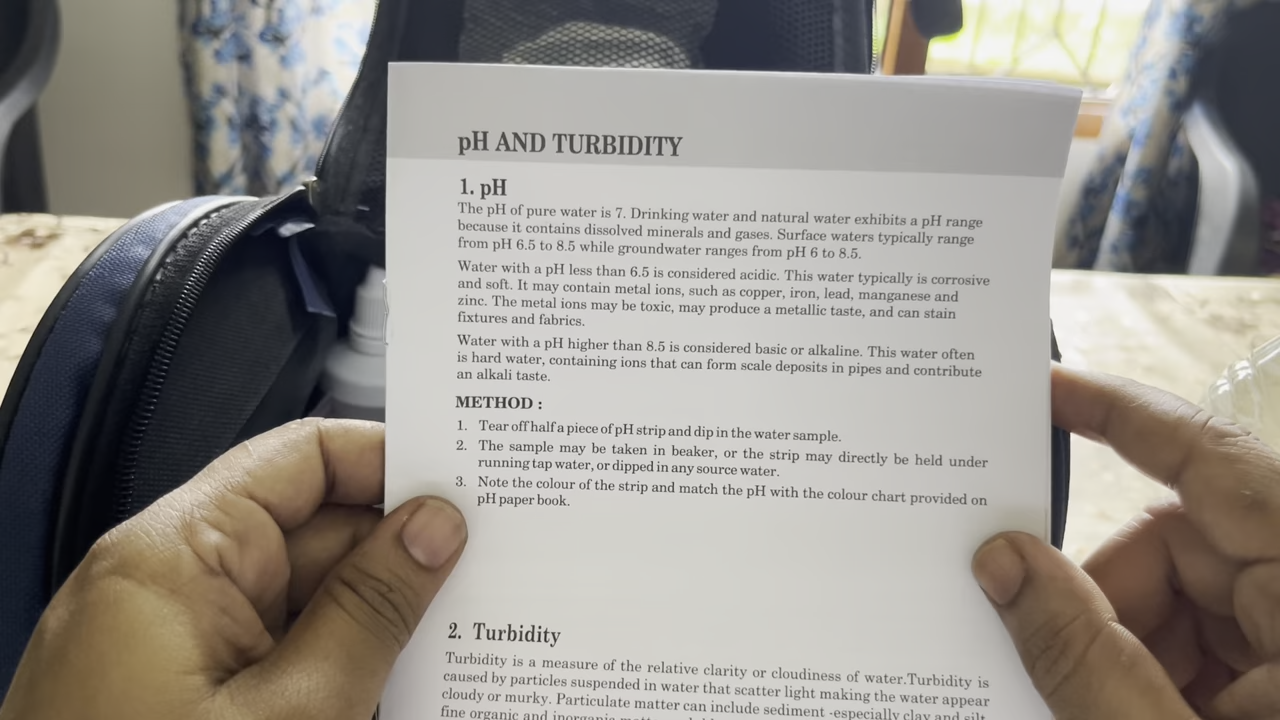 pH AND TURBIDITY
1. pH
The pH of pure water is 7. Drinking water and natural water exhibits a pH range
because it contains dissolved minerals and gases. Surface waters typically range
from pH 6.5 to 8.5 while groundwater ranges from pH 6 to 8.5.
Water with a pH less than 6.5 is considered acidic. This water typically is corrosive
and soft. It may contain metal ions, such as copper, iron, lead, manganese and
zinc. The metal ions may be toxic, may produce a metallic taste, and can stain
fixtures and fabrics.
Water with a pH higher than 8.5 is considered basic or alkaline. This water often
is hard water, containing ions that can form scale deposits in pipes and contribute
an alkali taste.
METHOD :
1. Tear off half a piece of pH strip and dip in the water sample.
2. The sample may be taken in beaker, or the strip may directly be held under
running tap water, or dipped in any source water.
3. Note the colour of the strip and match the pH with the colour chart provided on
pH paper book.
2. Turbidity
Turbidity is a measure of the relative clarity or cloudiness of water.Turbidity is
caused by particles suspended in water that scatter light making the water appear
cloudy or murky. Particulate matter can include sediment -especially clay and silt,
fine organic and inorganic